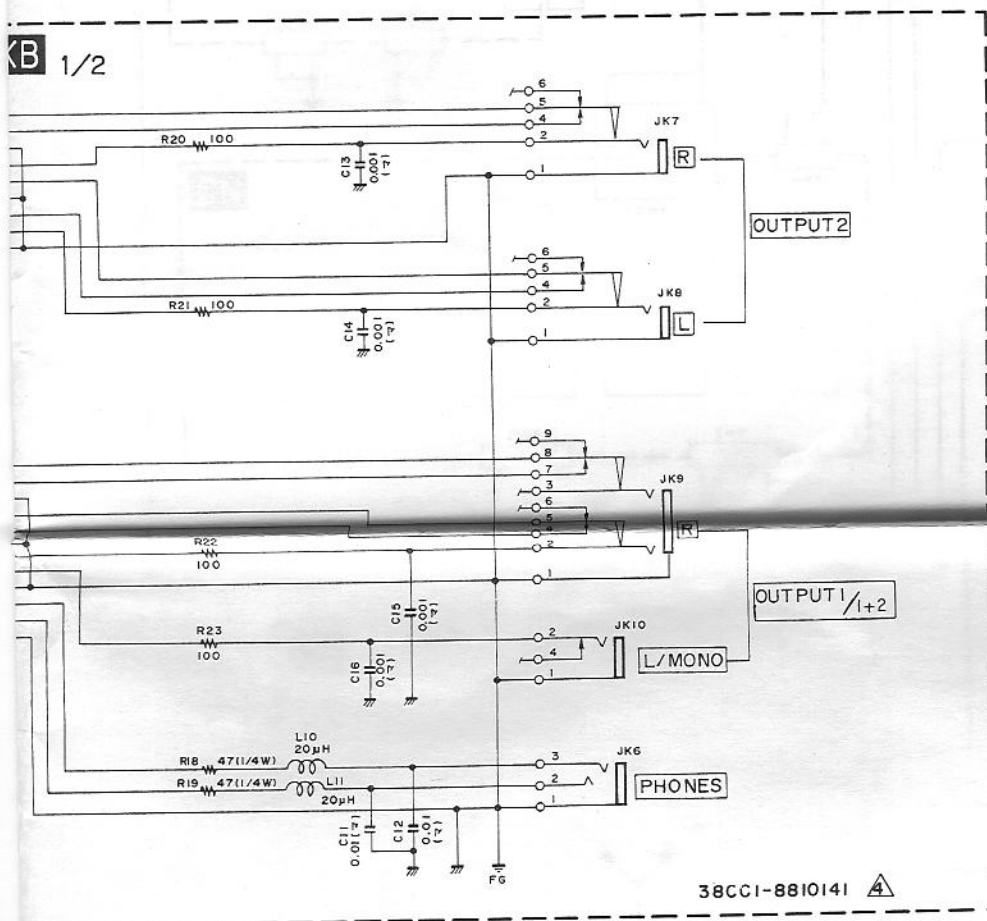 KB 1/2
6
5
4
2
1
JK7
R
R20 100
C13
0.001
(マ)
OUTPUT2
6
5
4
2
1
JK8
L
R21 100
C14
0.001
(マ)
9
8
7
3
6
5
4
2
1
JK9
R
R22
100
C15
0.001
(マ)
OUTPUT1/1+2
R23
100
C16
0.001
(マ)
2
4
1
JK10
L/MONO
L10
20μH
R18 47(1/4W)
R19 47(1/4W)
L11
20μH
3
2
1
JK6
PHONES
C11
0.01(マ)
C12
0.01
(マ)
FG
38CC1-8810141 4